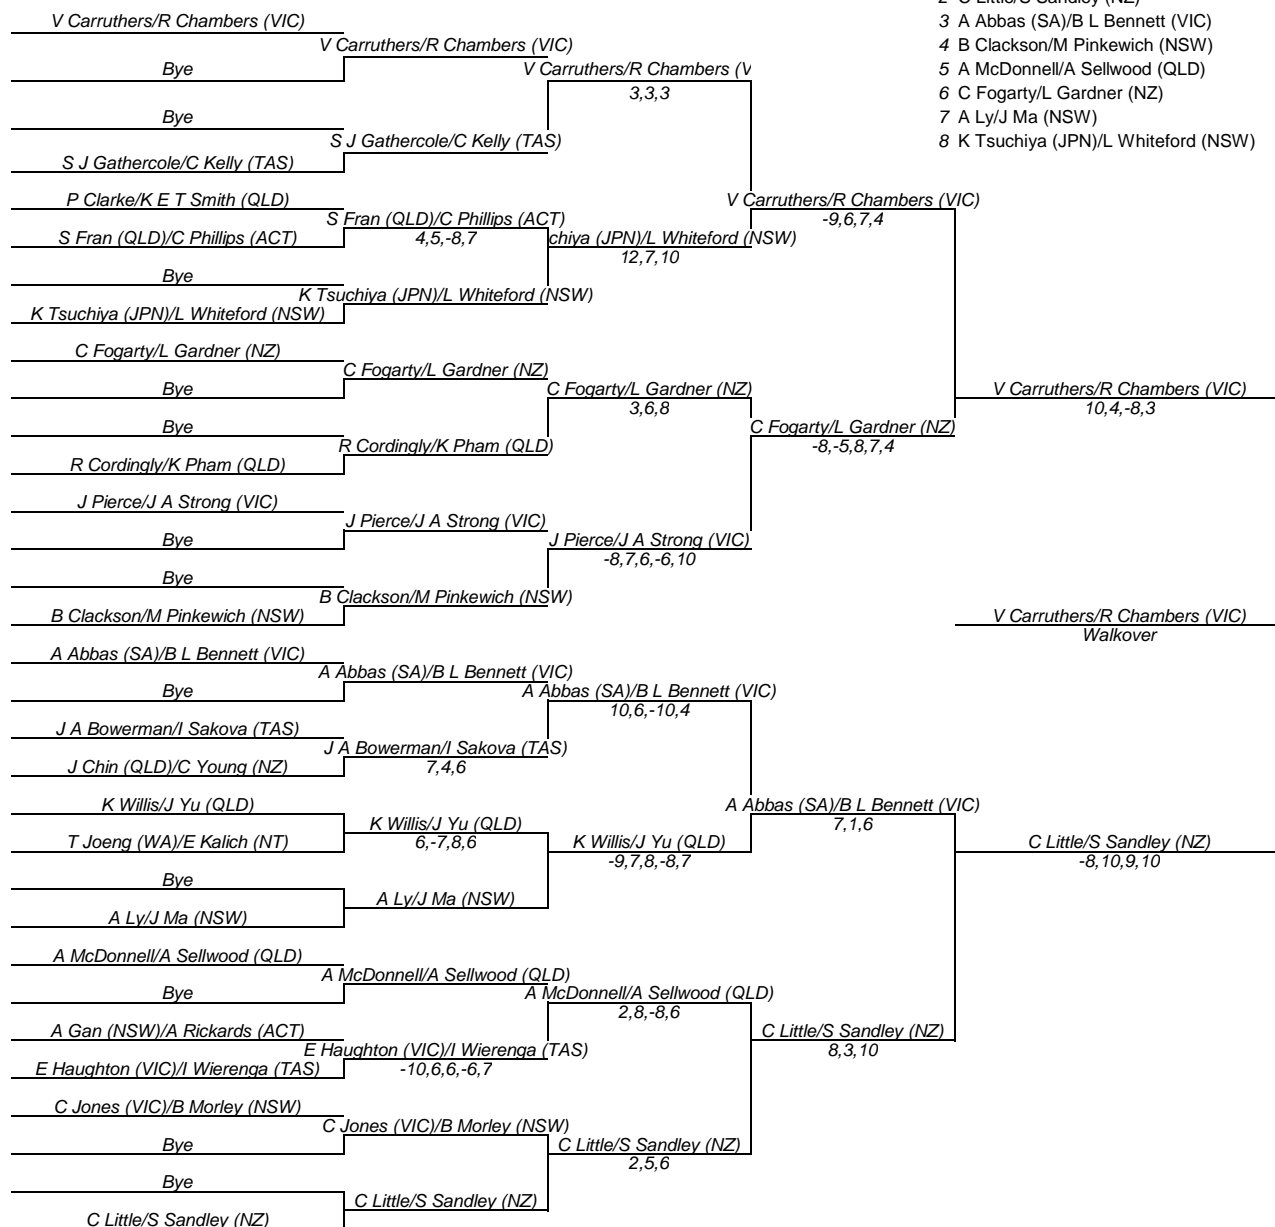 2 C Little/S Sandley (NZ)
3 A Abbas (SA)/B L Bennett (VIC)
4 B Clackson/M Pinkewich (NSW)
5 A McDonnell/A Sellwood (QLD)
6 C Fogarty/L Gardner (NZ)
7 A Ly/J Ma (NSW)
8 K Tsuchiya (JPN)/L Whiteford (NSW)
V Carruthers/R Chambers (VIC)
Bye
Bye
S J Gathercole/C Kelly (TAS)
P Clarke/K E T Smith (QLD)
S Fran (QLD)/C Phillips (ACT)
Bye
K Tsuchiya (JPN)/L Whiteford (NSW)
C Fogarty/L Gardner (NZ)
Bye
Bye
R Cordingly/K Pham (QLD)
J Pierce/J A Strong (VIC)
Bye
Bye
B Clackson/M Pinkewich (NSW)
A Abbas (SA)/B L Bennett (VIC)
Bye
J A Bowerman/I Sakova (TAS)
J Chin (QLD)/C Young (NZ)
K Willis/J Yu (QLD)
T Joeng (WA)/E Kalich (NT)
Bye
A Ly/J Ma (NSW)
A McDonnell/A Sellwood (QLD)
Bye
A Gan (NSW)/A Rickards (ACT)
E Haughton (VIC)/I Wierenga (TAS)
C Jones (VIC)/B Morley (NSW)
Bye
Bye
C Little/S Sandley (NZ)
V Carruthers/R Chambers (VIC)
S J Gathercole/C Kelly (TAS)
S Fran (QLD)/C Phillips (ACT)
4,5,-8,7
K Tsuchiya (JPN)/L Whiteford (NSW)
C Fogarty/L Gardner (NZ)
R Cordingly/K Pham (QLD)
J Pierce/J A Strong (VIC)
B Clackson/M Pinkewich (NSW)
A Abbas (SA)/B L Bennett (VIC)
J A Bowerman/I Sakova (TAS)
7,4,6
K Willis/J Yu (QLD)
6,-7,8,6
A Ly/J Ma (NSW)
A McDonnell/A Sellwood (QLD)
E Haughton (VIC)/I Wierenga (TAS)
-10,6,6,-6,7
C Jones (VIC)/B Morley (NSW)
C Little/S Sandley (NZ)
V Carruthers/R Chambers (V
3,3,3
chiya (JPN)/L Whiteford (NSW)
12,7,10
C Fogarty/L Gardner (NZ)
3,6,8
J Pierce/J A Strong (VIC)
-8,7,6,-6,10
A Abbas (SA)/B L Bennett (VIC)
10,6,-10,4
K Willis/J Yu (QLD)
-9,7,8,-8,7
A McDonnell/A Sellwood (QLD)
2,8,-8,6
C Little/S Sandley (NZ)
2,5,6
V Carruthers/R Chambers (VIC)
-9,6,7,4
C Fogarty/L Gardner (NZ)
-8,-5,8,7,4
A Abbas (SA)/B L Bennett (VIC)
7,1,6
C Little/S Sandley (NZ)
8,3,10
V Carruthers/R Chambers (VIC)
10,4,-8,3
C Little/S Sandley (NZ)
-8,10,9,10
V Carruthers/R Chambers (VIC)
Walkover